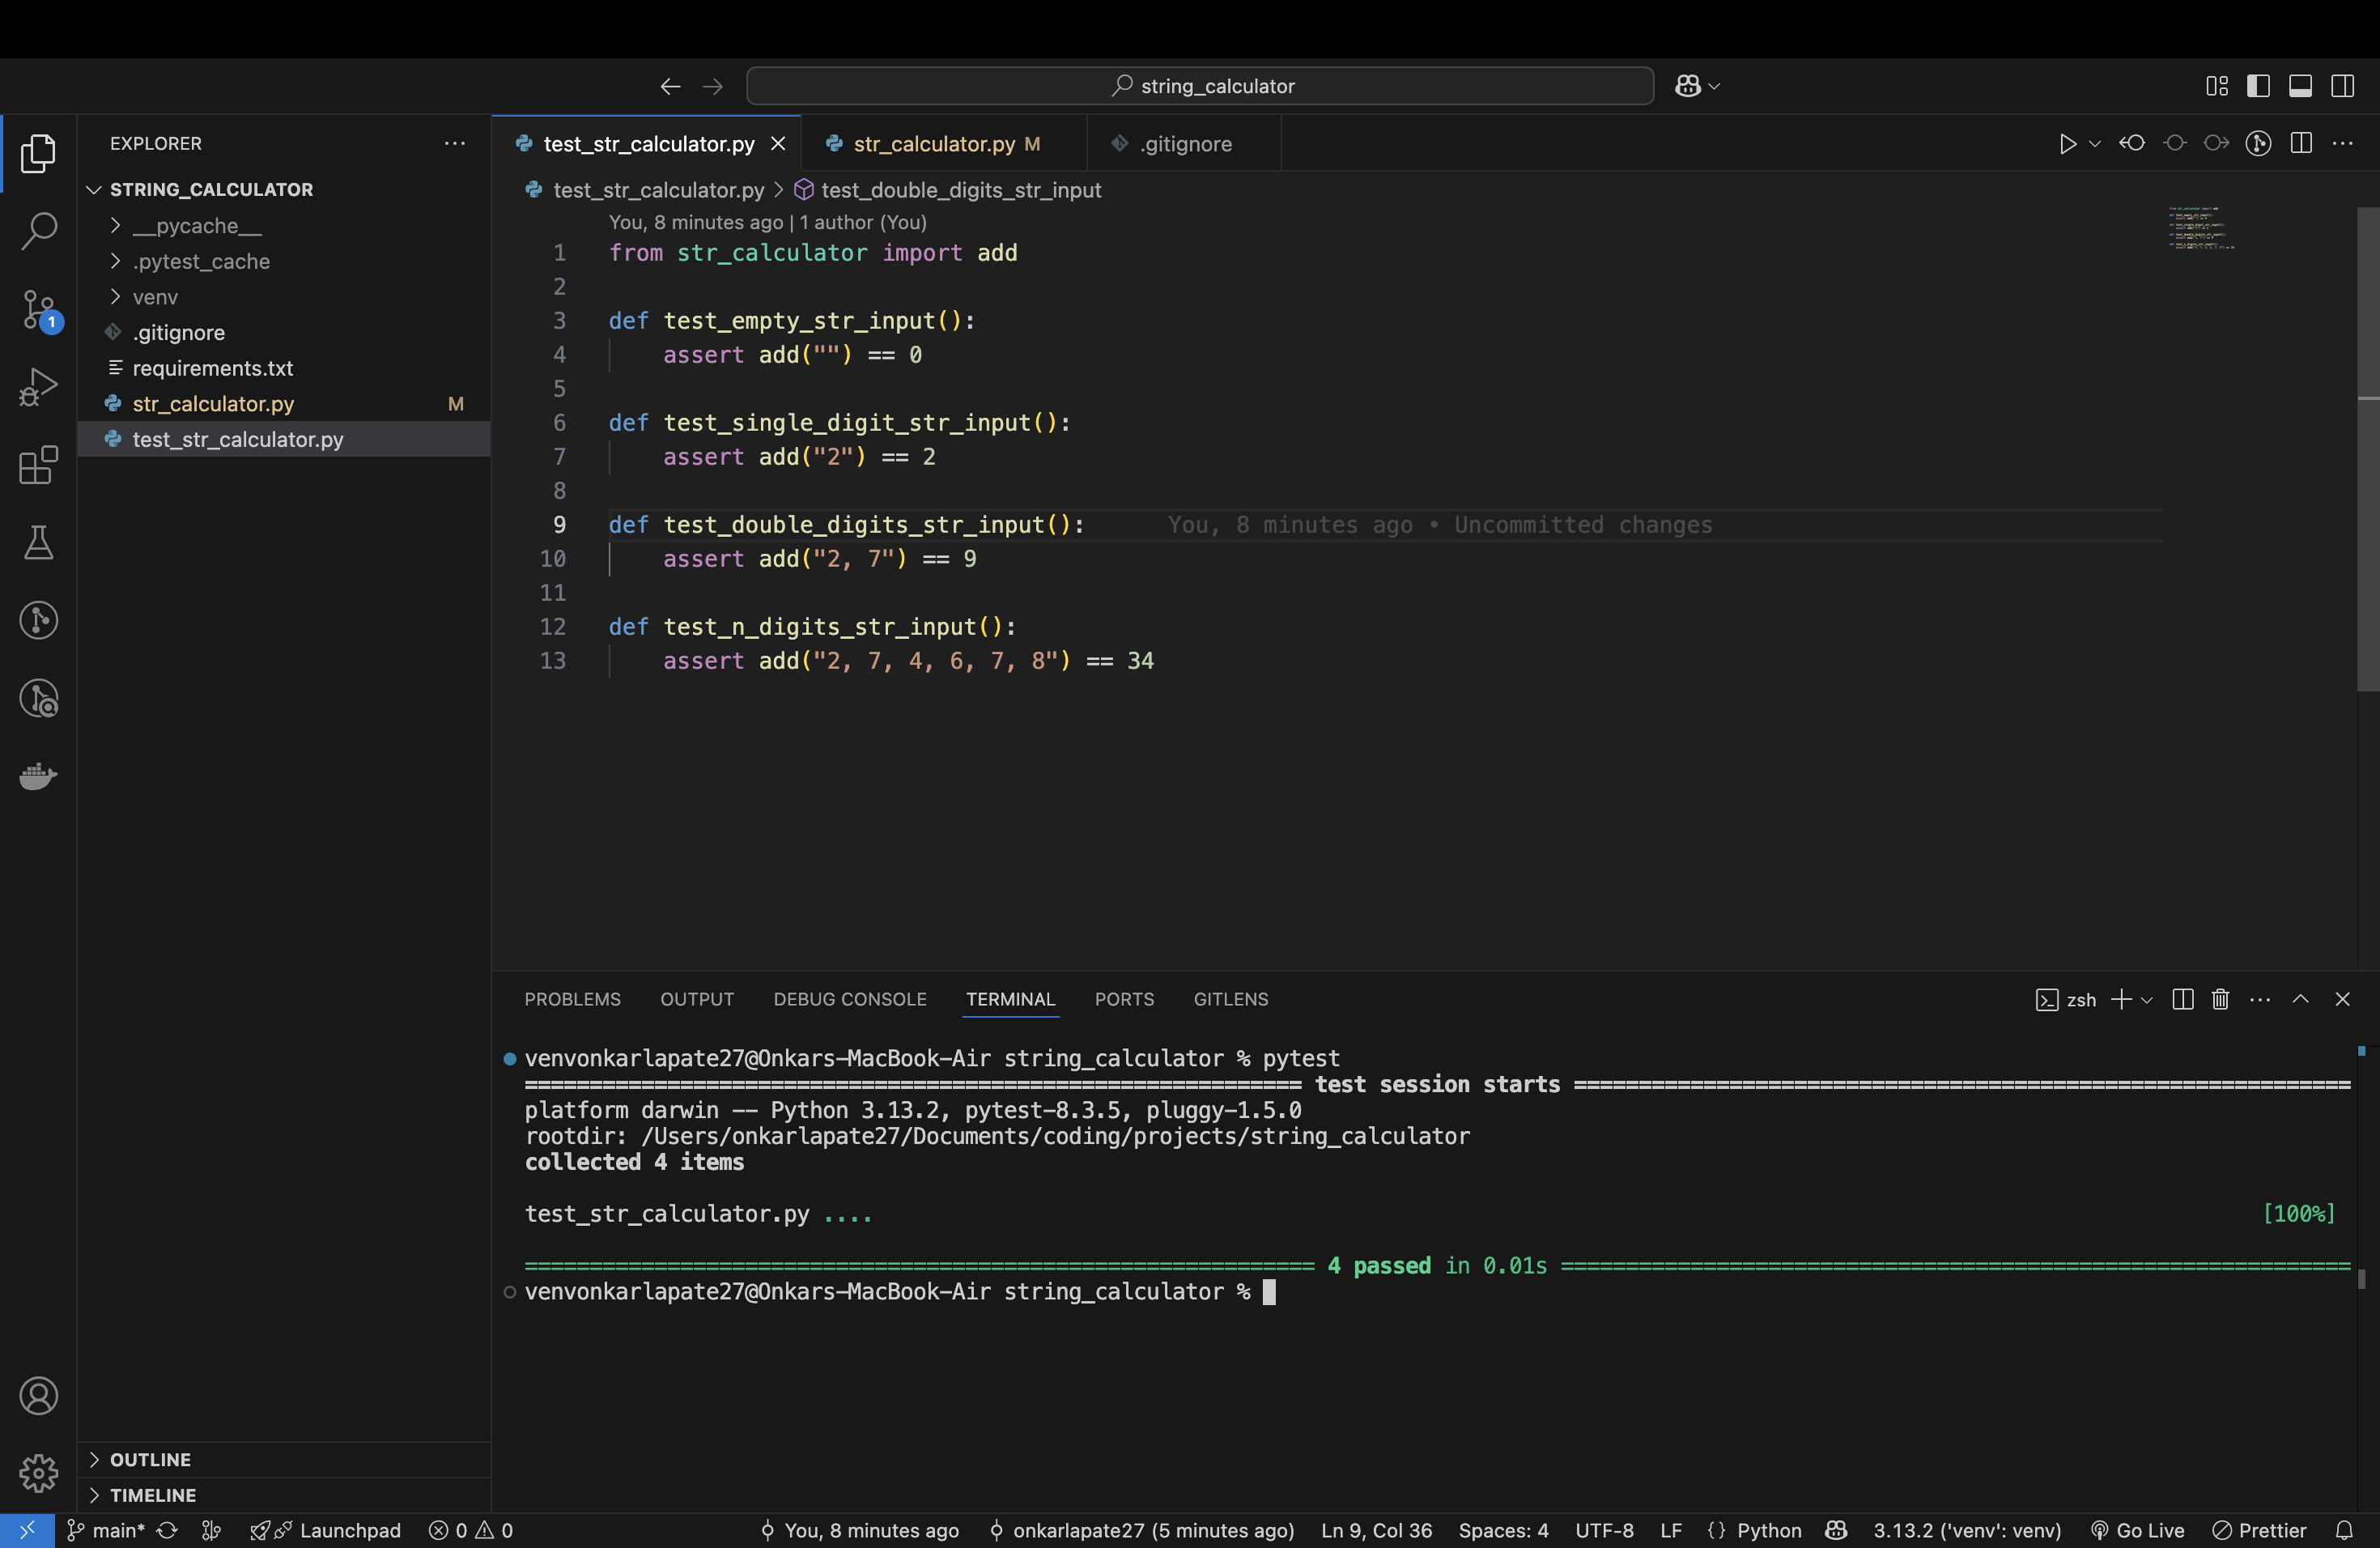 string_calculator
EXPLORER
STRING_CALCULATOR
__pycache__
.pytest_cache
venv
.gitignore
requirements.txt
str_calculator.py M
test_str_calculator.py
OUTLINE
TIMELINE
1
test_str_calculator.py
str_calculator.py M
.gitignore
test_str_calculator.py > test_double_digits_str_input
You, 8 minutes ago | 1 author (You)
1 from str_calculator import add
2
3 def test_empty_str_input():
4 assert add("") == 0
5
6 def test_single_digit_str_input():
7 assert add("2") == 2
8
9 def test_double_digits_str_input(): You, 8 minutes ago • Uncommitted changes
10 assert add("2, 7") == 9
11
12 def test_n_digits_str_input():
13 assert add("2, 7, 4, 6, 7, 8") == 34
PROBLEMS OUTPUT DEBUG CONSOLE TERMINAL PORTS GITLENS
zsh
venvonkarlapate27@Onkars-MacBook-Air string_calculator % pytest
============================================================= test session starts =============================================================
platform darwin -- Python 3.13.2, pytest-8.3.5, pluggy-1.5.0
rootdir: /Users/onkarlapate27/Documents/coding/projects/string_calculator
collected 4 items
test_str_calculator.py .... [100%]
============================================================== 4 passed in 0.01s ==============================================================
venvonkarlapate27@Onkars-MacBook-Air string_calculator %
main* Launchpad 0 0 You, 8 minutes ago onkarlapate27 (5 minutes ago) Ln 9, Col 36 Spaces: 4 UTF-8 LF {} Python 3.13.2 ('venv': venv) Go Live Prettier